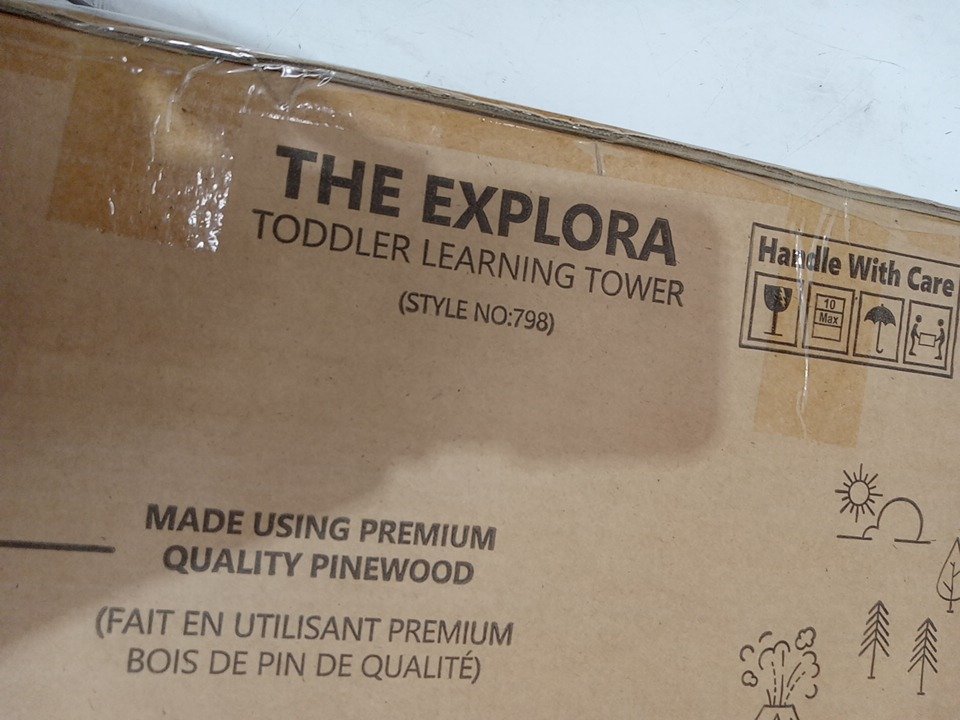 THE EXPLORA
TODDLER LEARNING TOWER
(STYLE NO:798)
Handle With Care
10
Max
MADE USING PREMIUM
QUALITY PINEWOOD
(FAIT EN UTILISANT PREMIUM
BOIS DE PIN DE QUALITÉ)